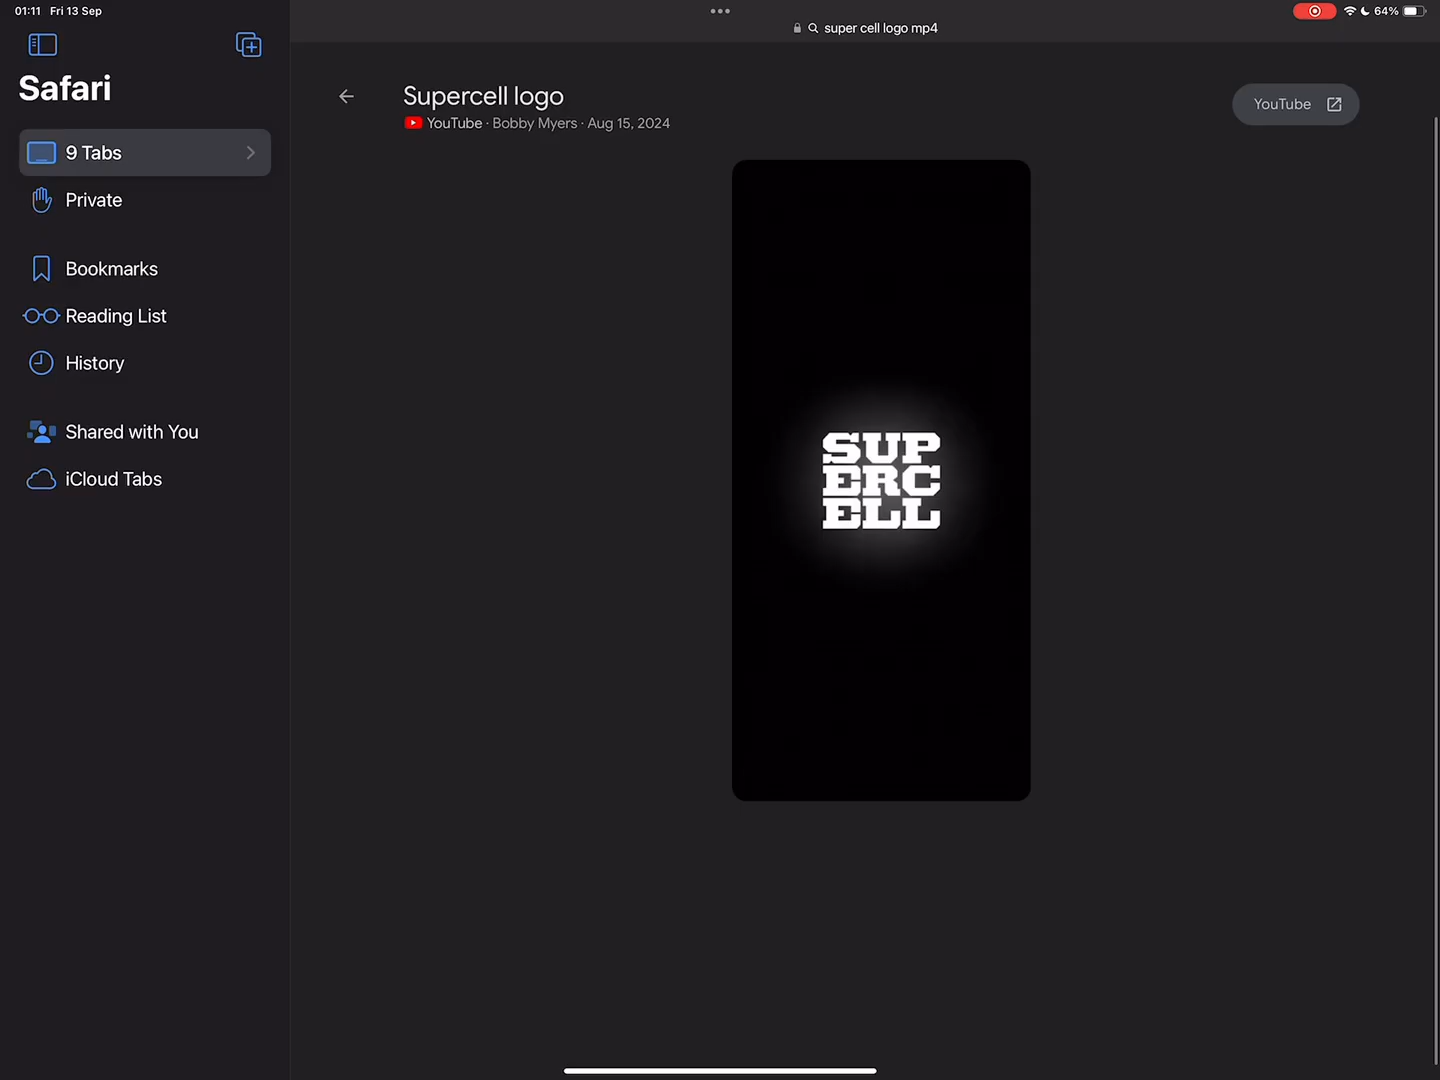 01:11 Fri 13 Sep
64%
super cell logo mp4
Safari
9 Tabs
Private
Bookmarks
Reading List
History
Shared with You
iCloud Tabs
Supercell logo
YouTube · Bobby Myers · Aug 15, 2024
YouTube
SUP
ERC
ELL